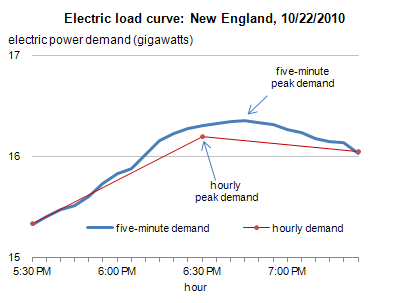 Electric load curve: New England, 10/22/2010
electric power demand (gigawatts)
17
five-minute
peak demand
16
hourly
peak demand
five-minute demand
hourly demand
15
5:30 PM
6:00 PM
6:30 PM
7:00 PM
hour